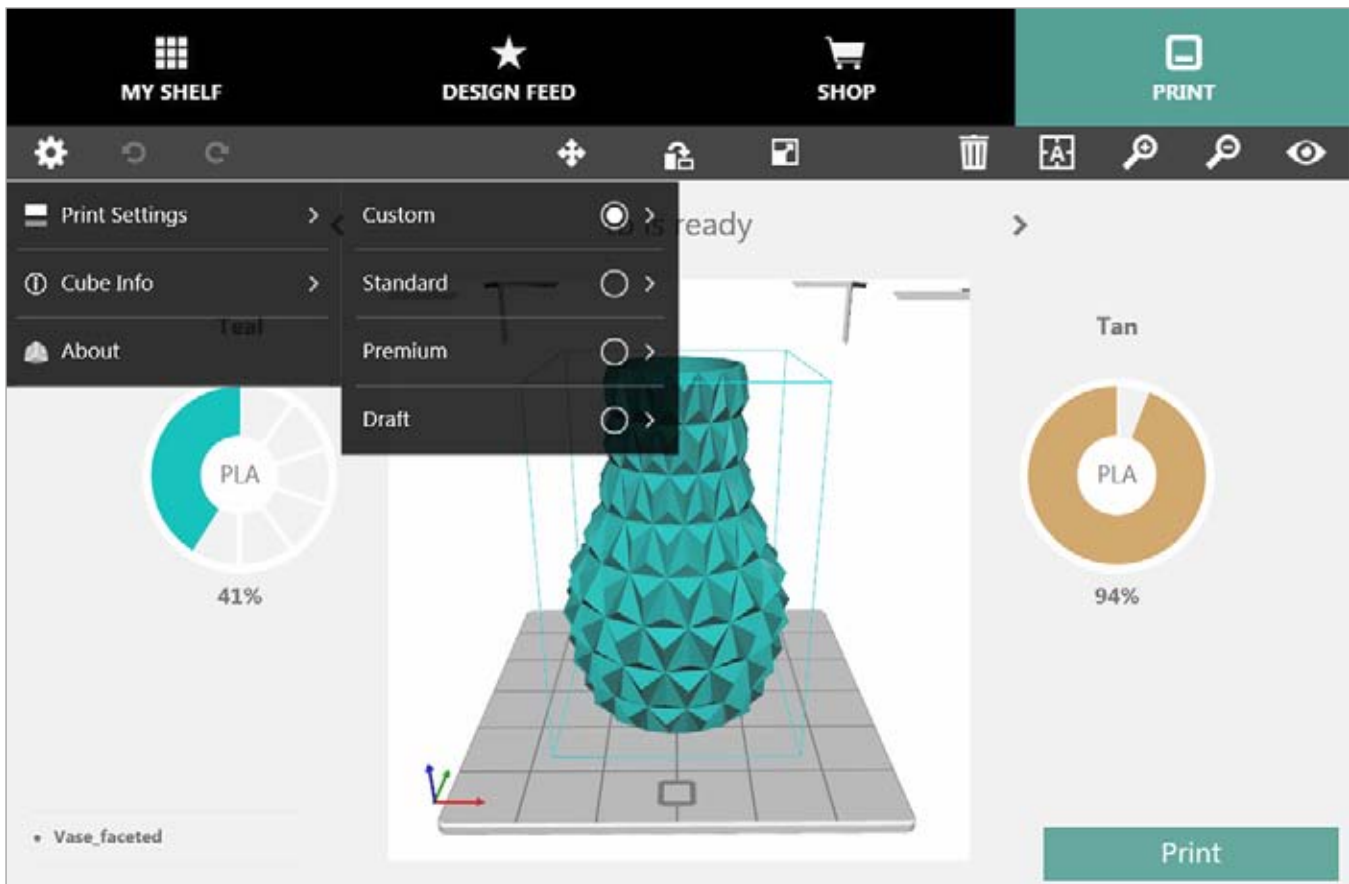 MY SHELF
DESIGN FEED
SHOP
PRINT
A
Print Settings
Custom
is ready
Cube Info
Standard
Teal
Tan
About
Premium
Draft
PLA
PLA
41%
94%
Vase_faceted
Print